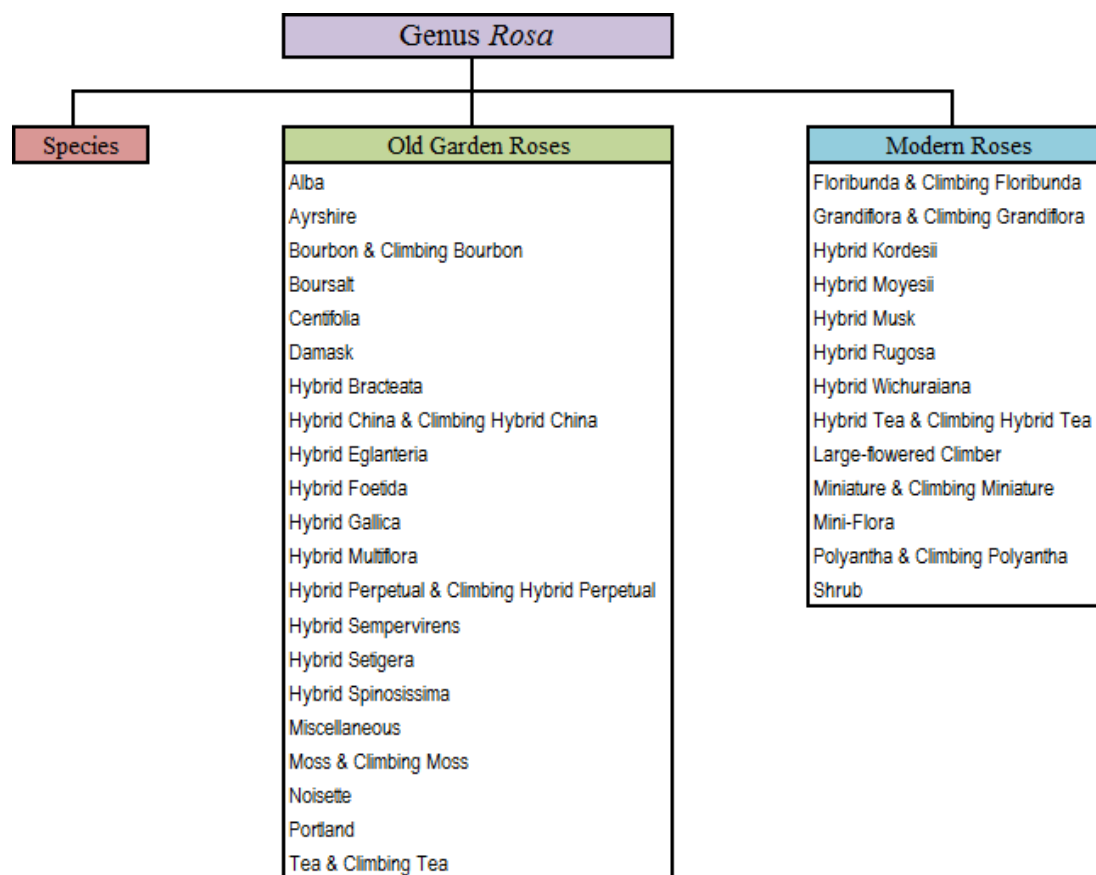 Genus Rosa
Species
Old Garden Roses
Alba
Ayrshire
Bourbon & Climbing Bourbon
Boursalt
Centifolia
Damask
Hybrid Bracteata
Hybrid China & Climbing Hybrid China
Hybrid Eglanteria
Hybrid Foetida
Hybrid Gallica
Hybrid Multiflora
Hybrid Perpetual & Climbing Hybrid Perpetual
Hybrid Sempervirens
Hybrid Setigera
Hybrid Spinosissima
Miscellaneous
Moss & Climbing Moss
Noisette
Portland
Tea & Climbing Tea
Modern Roses
Floribunda & Climbing Floribunda
Grandiflora & Climbing Grandiflora
Hybrid Kordesii
Hybrid Moyesii
Hybrid Musk
Hybrid Rugosa
Hybrid Wichuraiana
Hybrid Tea & Climbing Hybrid Tea
Large-flowered Climber
Miniature & Climbing Miniature
Mini-Flora
Polyantha & Climbing Polyantha
Shrub